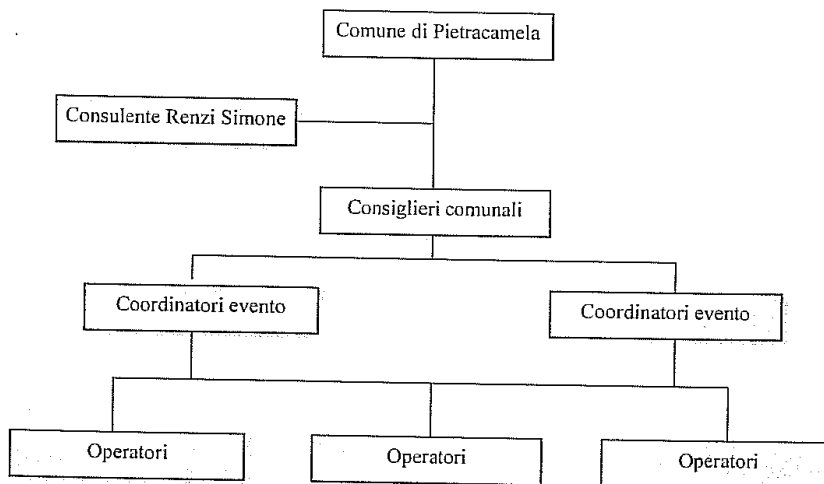 Comune di Pietracamela
Consulente Renzi Simone
Consiglieri comunali
Coordinatori evento
Coordinatori evento
Operatori
Operatori
Operatori